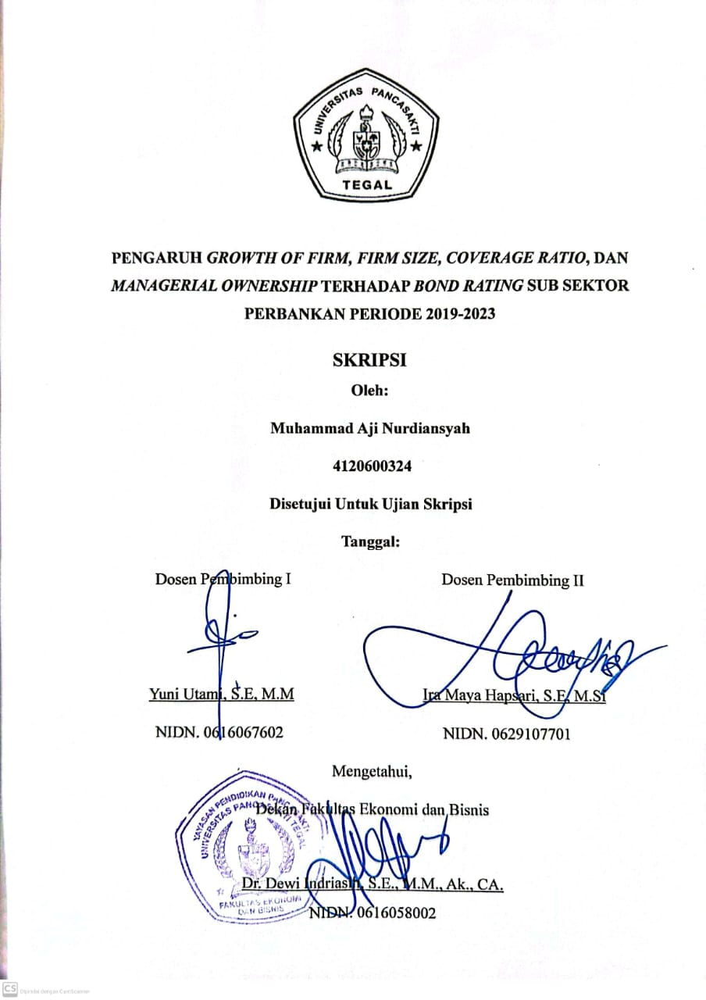 UNIVERSITAS PANCASAKTI
TEGAL
PENGARUH GROWTH OF FIRM, FIRM SIZE, COVERAGE RATIO, DAN
MANAGERIAL OWNERSHIP TERHADAP BOND RATING SUB SEKTOR
PERBANKAN PERIODE 2019-2023
SKRIPSI
Oleh:
Muhammad Aji Nurdiansyah
4120600324
Disetujui Untuk Ujian Skripsi
Tanggal:
Dosen Pembimbing I
Dosen Pembimbing II
Yuni Utami, S.E, M.M
Ira Maya Hapsari, S.E, M.Si
NIDN. 0616067602
NIDN. 0629107701
Mengetahui,
Dekan Fakultas Ekonomi dan Bisnis
YAYASAN PENDIDIKAN PANCASAKTI
UNIVERSITAS PANCASAKTI TEGAL
Dr. Dewi Indriasih, S.E., M.M., Ak., CA.
FAKULTAS EKONOMI
DAN BISNIS
NIDN. 0616058002
CS Dipindai dengan CamScanner